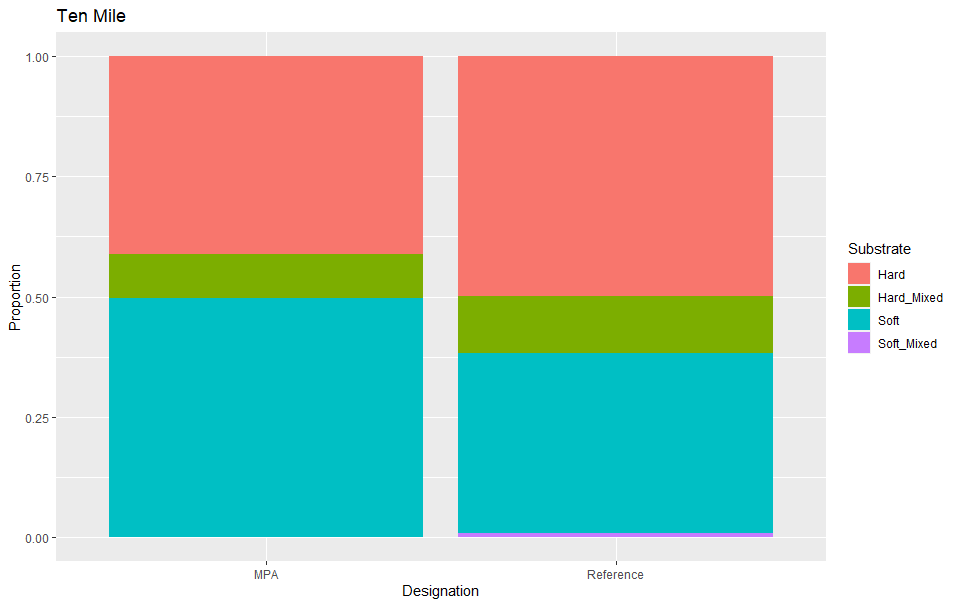 Ten Mile
Proportion
1.00
0.75
0.50
0.25
0.00
MPA
Reference
Designation
Substrate
Hard
Hard_Mixed
Soft
Soft_Mixed